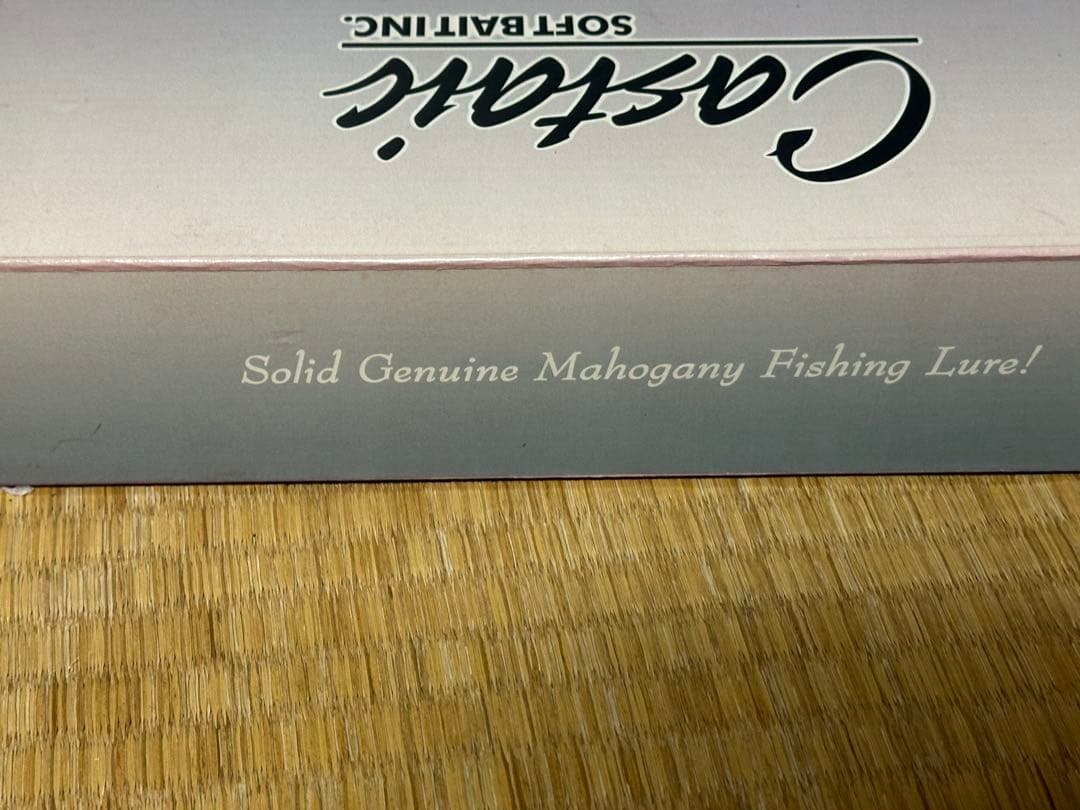 Castaic
SOFT BAIT INC.
Solid Genuine Mahogany Fishing Lure!